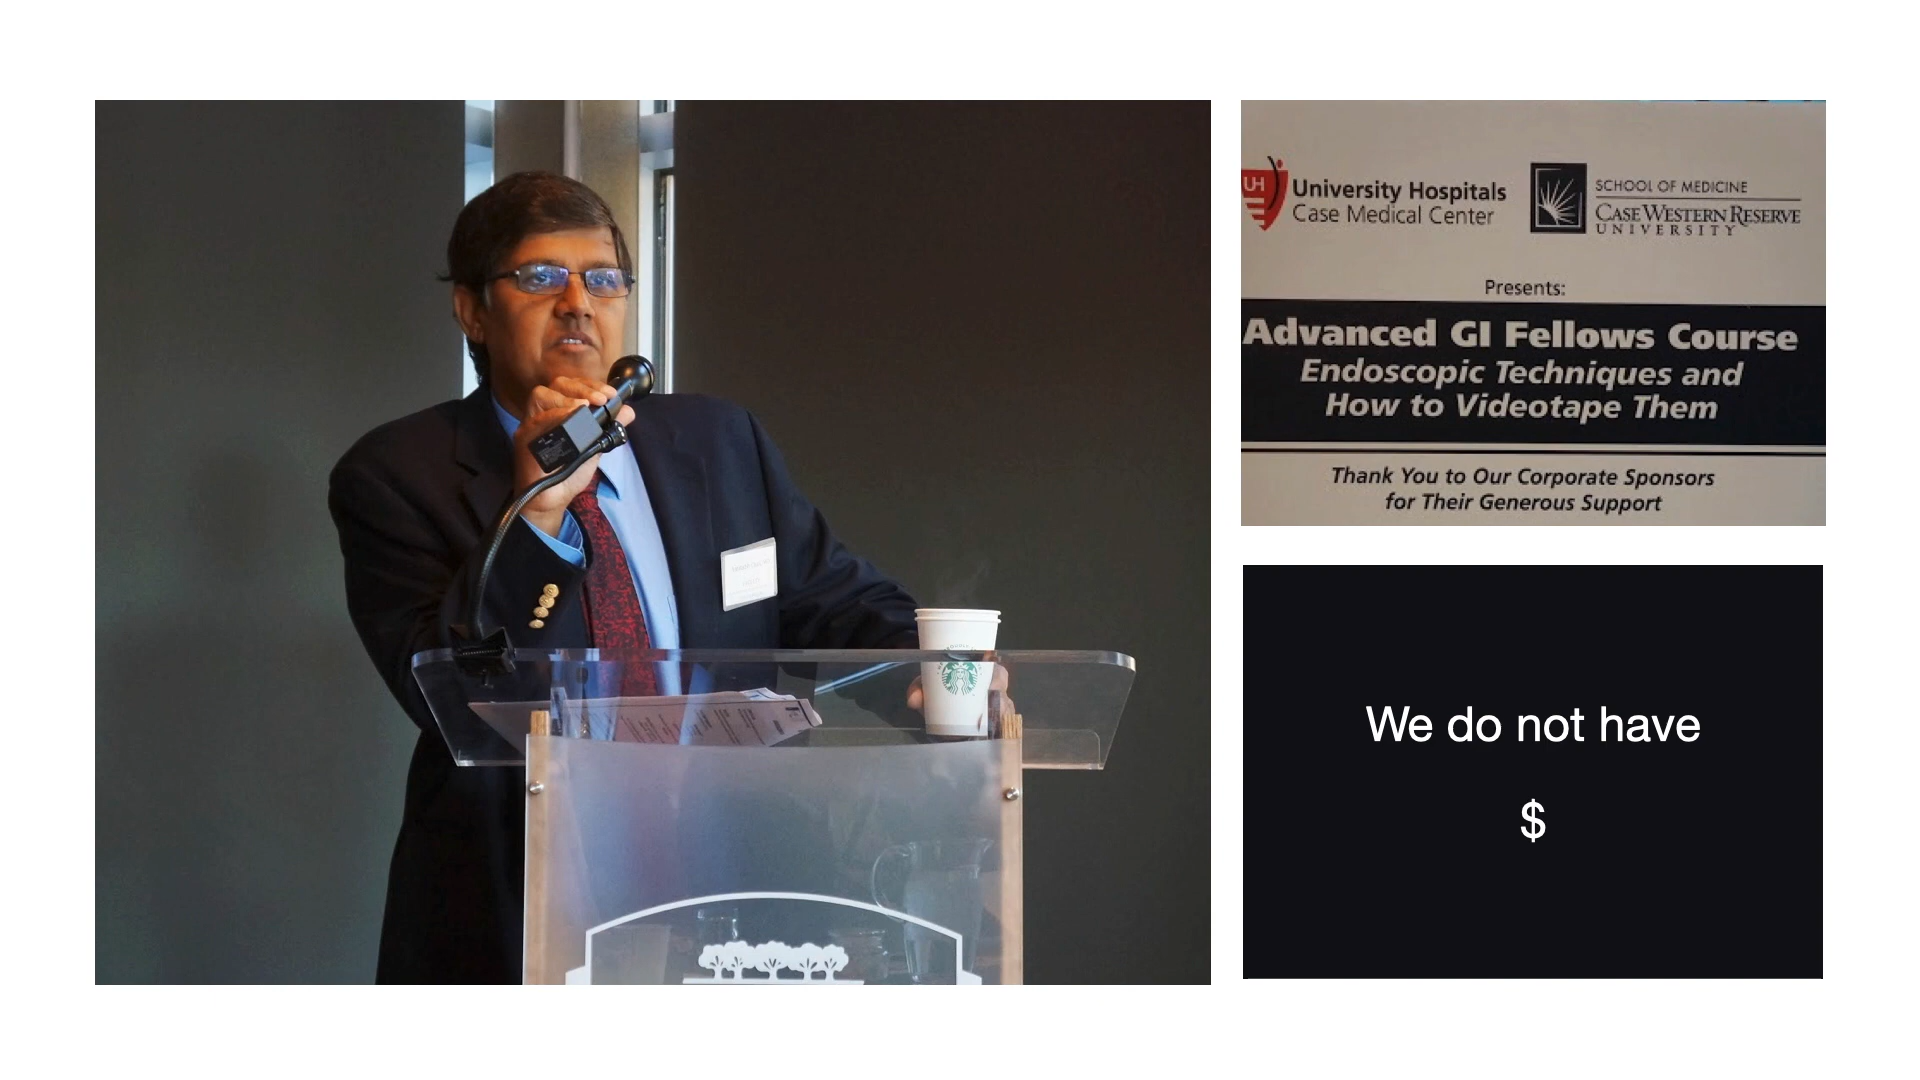 UH
University Hospitals
Case Medical Center
SCHOOL OF MEDICINE
CASE WESTERN RESERVE
UNIVERSITY
Presents:
Advanced GI Fellows Course
Endoscopic Techniques and
How to Videotape Them
Thank You to Our Corporate Sponsors
for Their Generous Support
We do not have
$